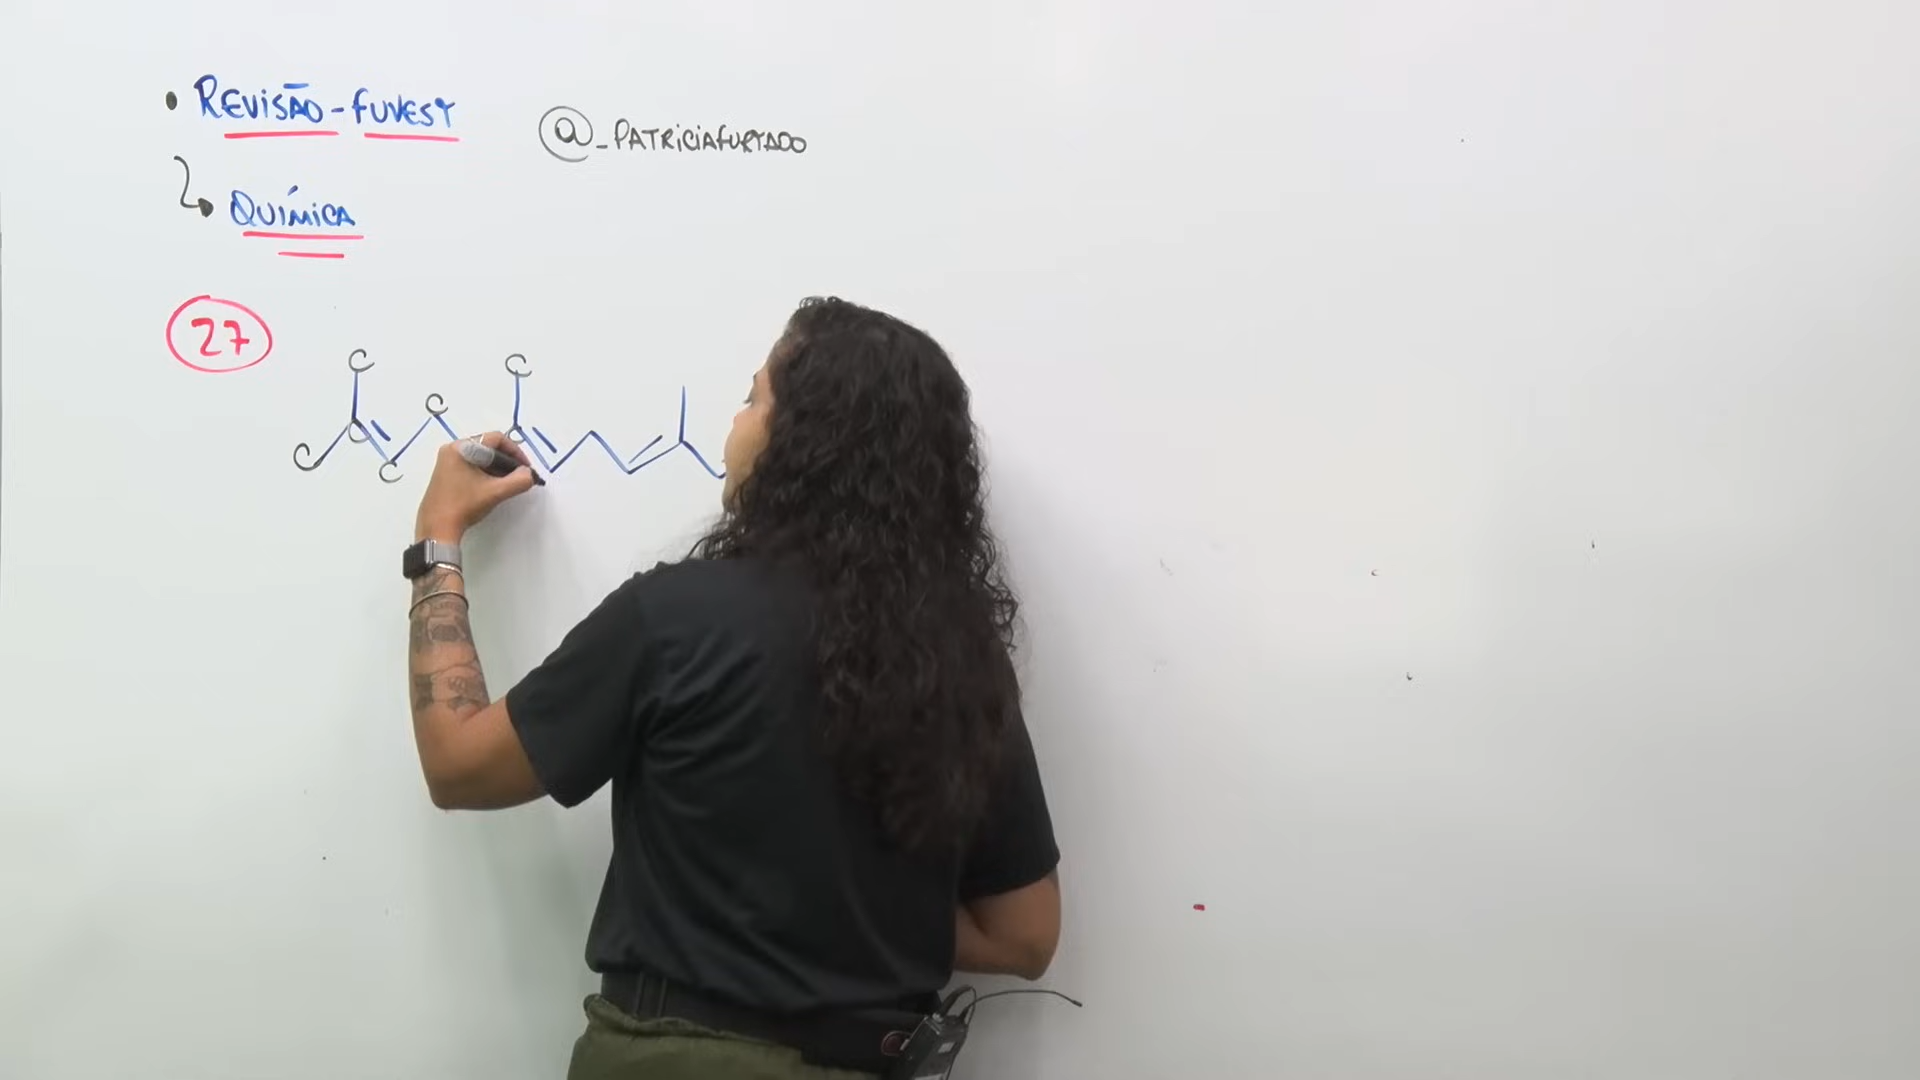 • REVISÃO-FUVEST
@_PATRICIAFURTADO
QUÍMICA
27
C C
C
C C
C C